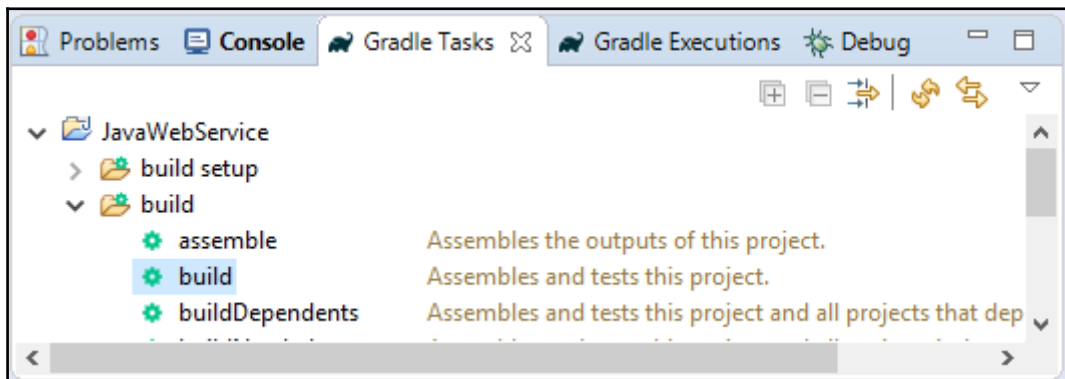 Problems Console Gradle Tasks Gradle Executions Debug
JavaWebService
build setup
build
assemble Assembles the outputs of this project.
build Assembles and tests this project.
buildDependents Assembles and tests this project and all projects that dep